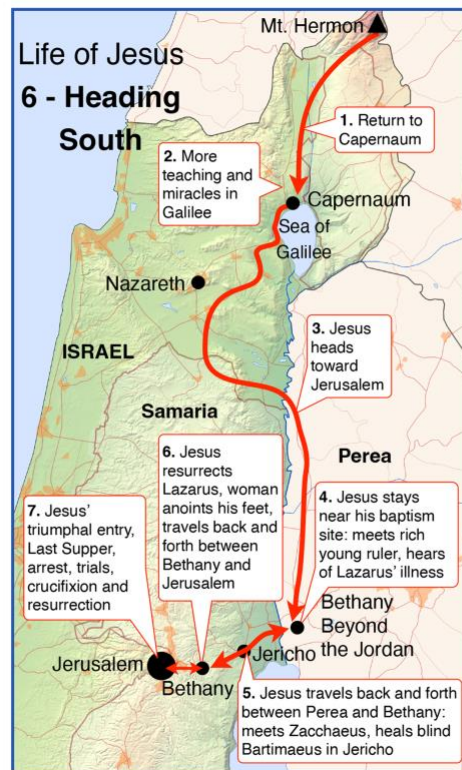 Mt. Hermon
Life of Jesus
6 - Heading
South
1. Return to
Capernaum
2. More
teaching and
miracles in
Galilee
Capernaum
Sea of
Galilee
Nazareth
ISRAEL
3. Jesus
heads
toward
Jerusalem
Samaria
Perea
6. Jesus
resurrects
Lazarus, woman
anoints his feet,
travels back and
forth between
Bethany and
Jerusalem
7. Jesus'
triumphal entry,
Last Supper,
arrest, trials,
crucifixion and
resurrection
4. Jesus stays
near his baptism
site: meets rich
young ruler, hears
of Lazarus' illness
Bethany
Beyond
the Jordan
Jericho
Jerusalem
Bethany
5. Jesus travels back and forth
between Perea and Bethany:
meets Zacchaeus, heals blind
Bartimaeus in Jericho